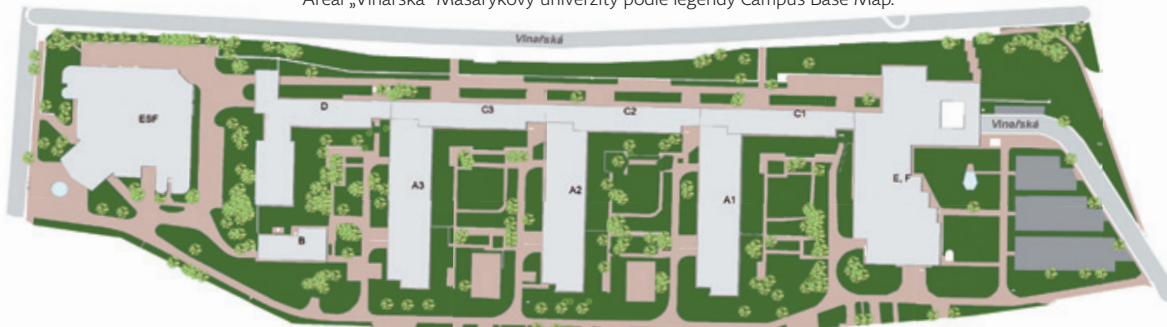 Areál „Vinařská“ Masarykovy univerzity podle legendy Campus Base Map.
Vinařská
ESF
D
C3
C2
C1
Vinařská
A3
A2
A1
E, F
B